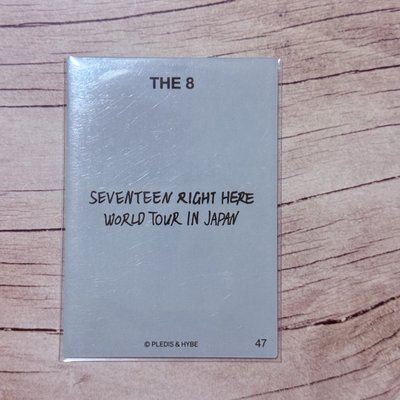 THE 8
SEVENTEEN RIGHT HERE
WORLD TOUR IN JAPAN
© PLEDIS & HYBE
47